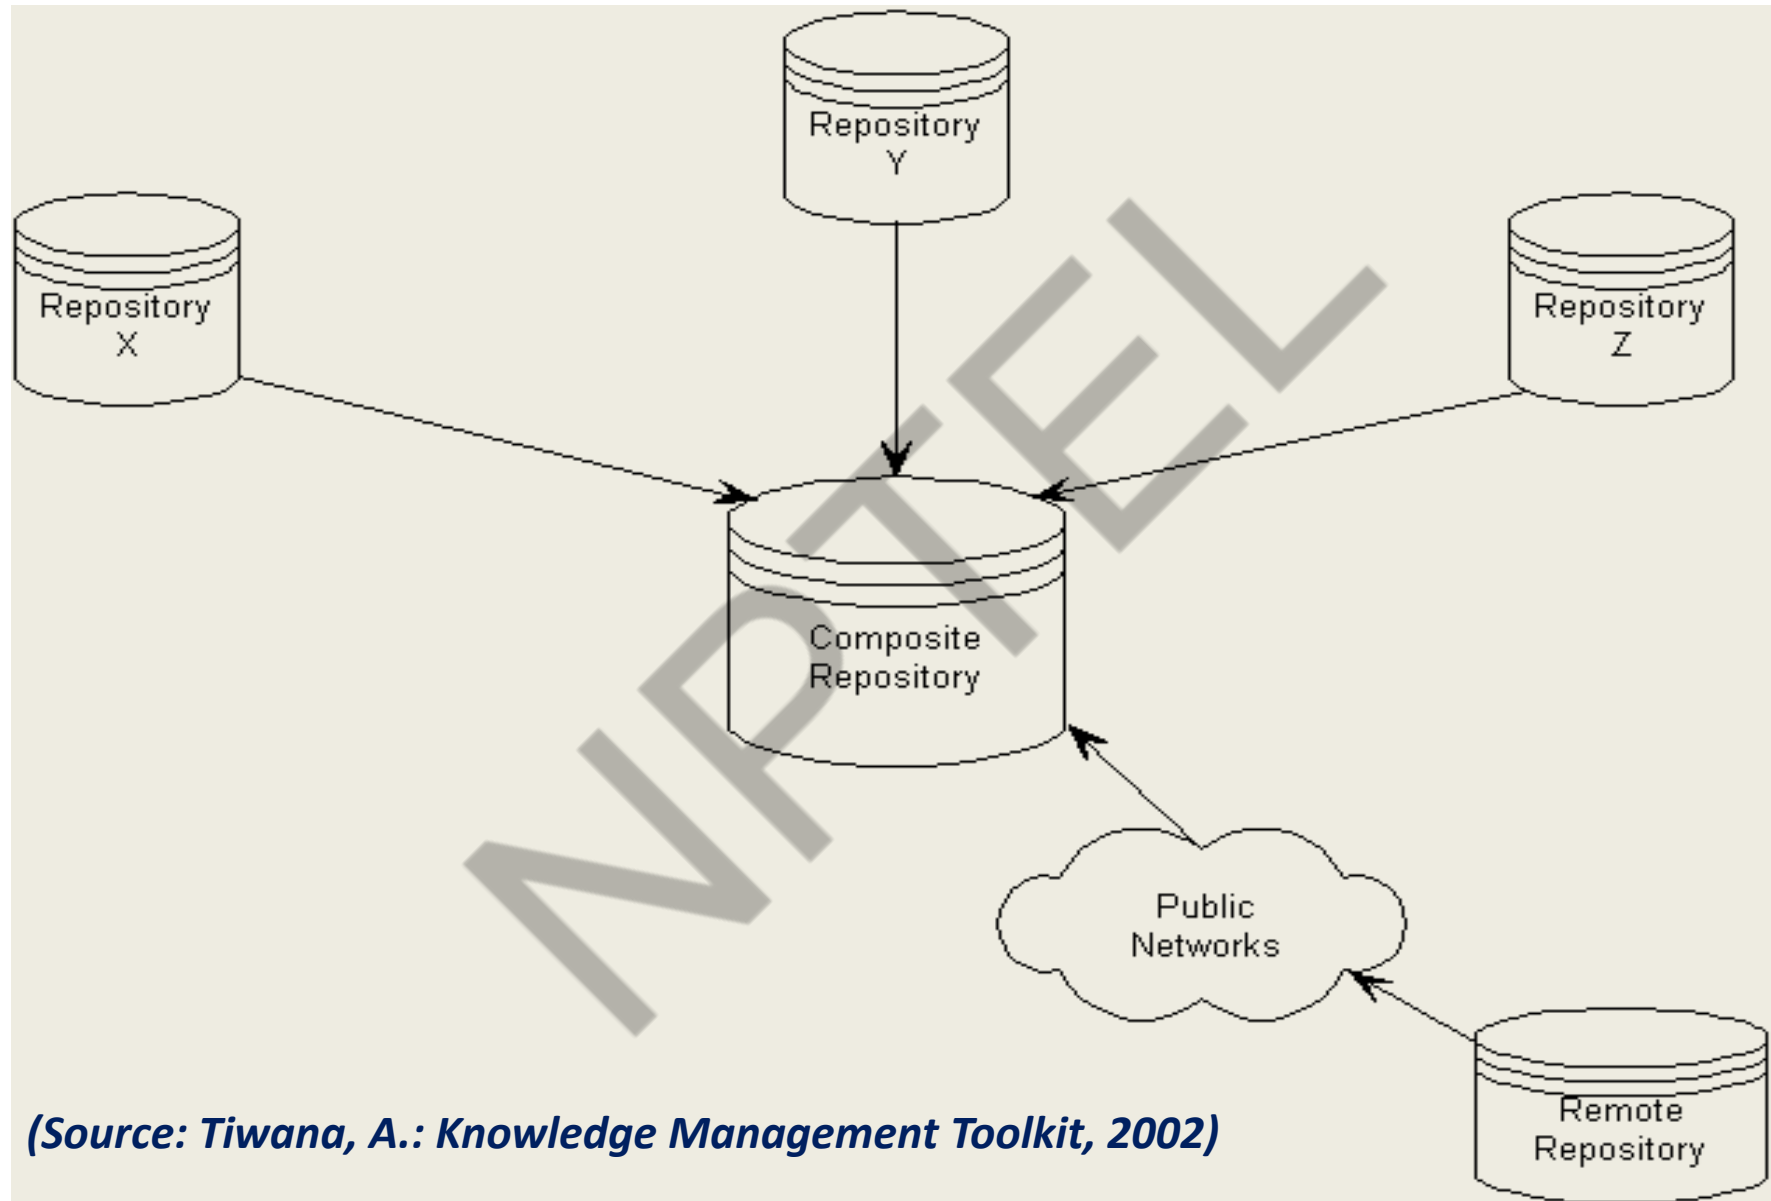 Repository
Y
Repository
X
Repository
Z
Composite
Repository
Public
Networks
Remote
Repository
(Source: Tiwana, A.: Knowledge Management Toolkit, 2002)
NPTEL